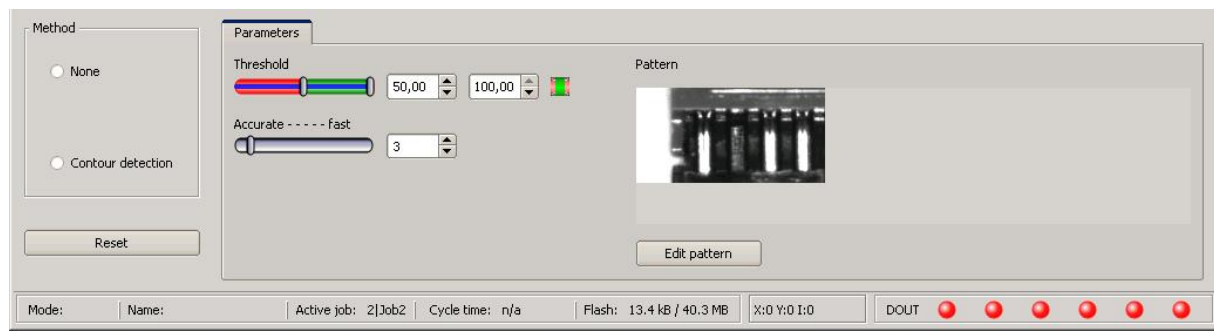 Method
None
Contour detection
Reset
Parameters
Threshold
50,00
100,00
Accurate - - - - - fast
3
Pattern
Edit pattern
Mode: Name: Active job: 2|Job2 Cycle time: n/a Flash: 13.4 kB / 40.3 MB X:0 Y:0 I:0 DOUT